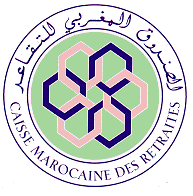 الصندوق المغربي للتقاعد
CAISSE MAROCAINE DES RETRAITES